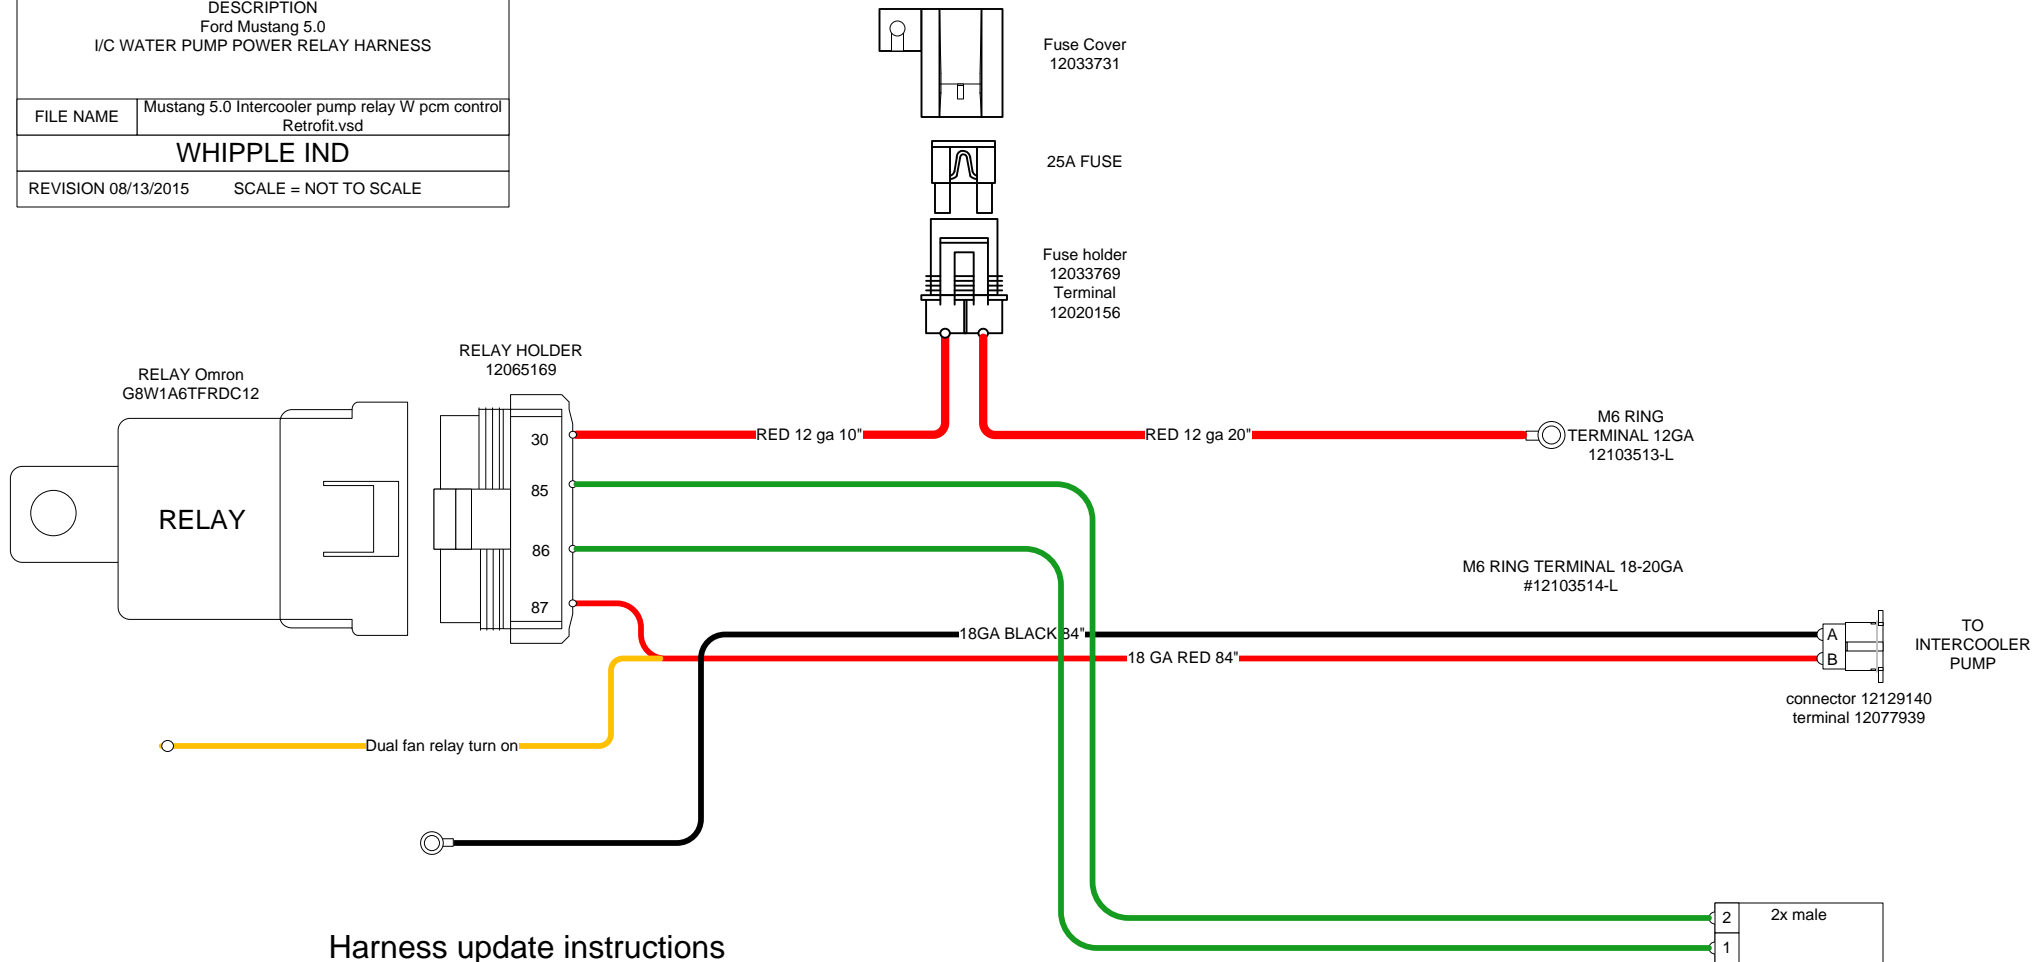 DESCRIPTION
Ford Mustang 5.0
I/C WATER PUMP POWER RELAY HARNESS
FILE NAME
Mustang 5.0 Intercooler pump relay W pcm control
Retrofit.vsd
WHIPPLE IND
REVISION 08/13/2015 SCALE = NOT TO SCALE
Fuse Cover
12033731
25A FUSE
Fuse holder
12033769
Terminal
12020156
RELAY HOLDER
12065169
RELAY Omron
G8W1A6TFRDC12
RELAY
30
85
86
87
RED 12 ga 10"
RED 12 ga 20"
M6 RING
TERMINAL 12GA
12103513-L
M6 RING TERMINAL 18-20GA
#12103514-L
18GA BLACK 84"
18 GA RED 84"
A
B
TO
INTERCOOLER
PUMP
connector 12129140
terminal 12077939
Dual fan relay turn on
2
1
2x male
Harness update instructions